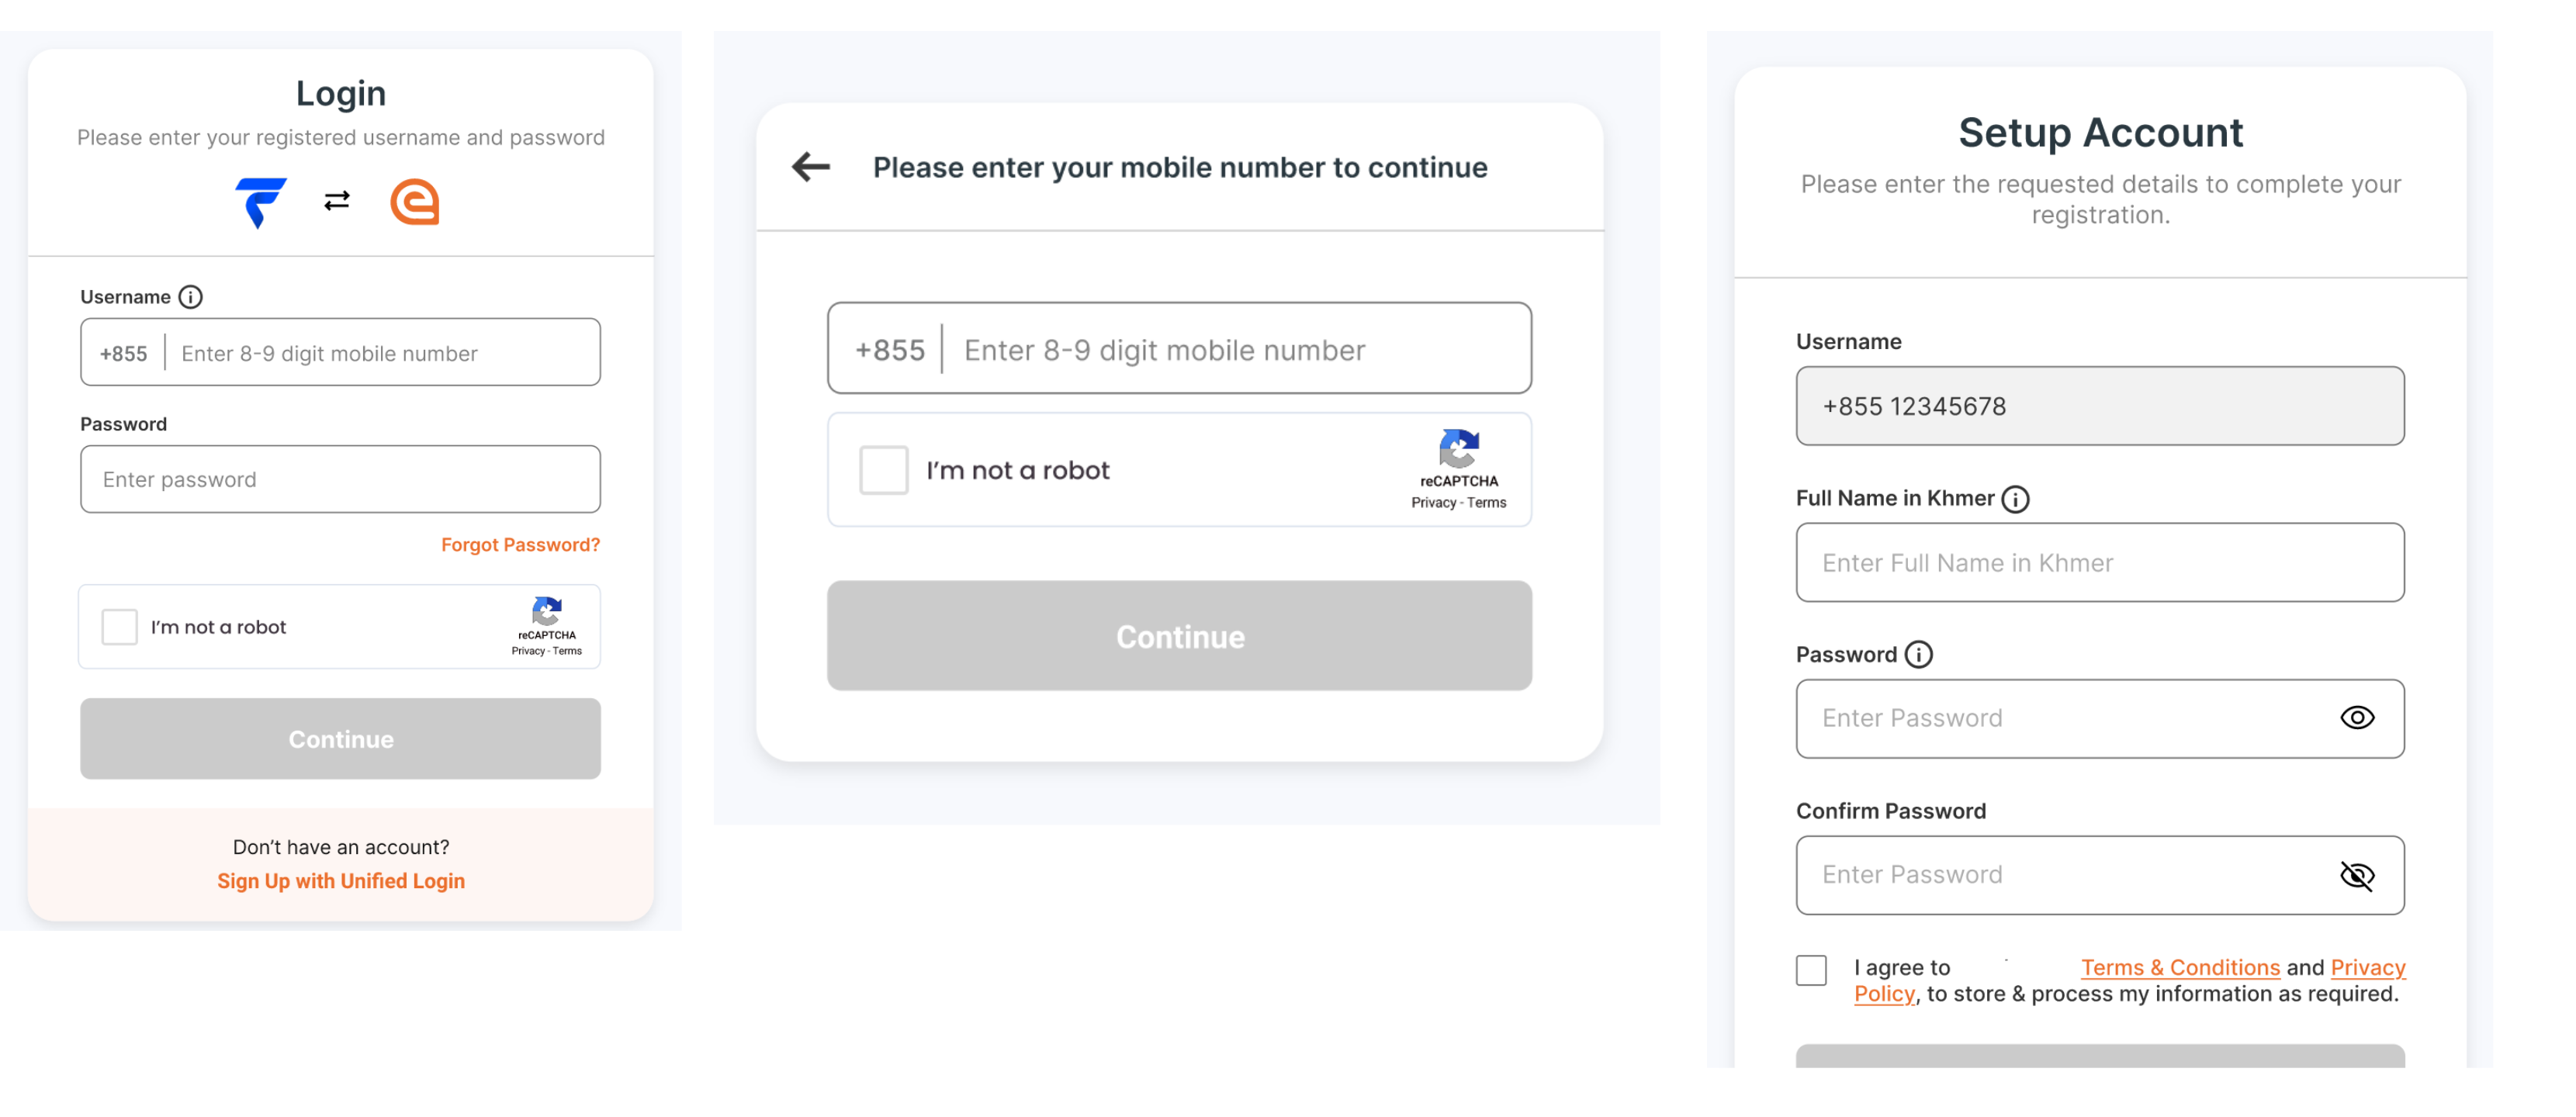 Login
Please enter your registered username and password
Username
+855
Enter 8-9 digit mobile number
Password
Enter password
Forgot Password?
I'm not a robot
reCAPTCHA
Privacy - Terms
Continue
Don't have an account?
Sign Up with Unified Login
Please enter your mobile number to continue
+855
Enter 8-9 digit mobile number
I'm not a robot
reCAPTCHA
Privacy - Terms
Continue
Setup Account
Please enter the requested details to complete your
registration.
Username
+855 12345678
Full Name in Khmer
Enter Full Name in Khmer
Password
Enter Password
Confirm Password
Enter Password
I agree to Terms & Conditions and Privacy
Policy, to store & process my information as required.